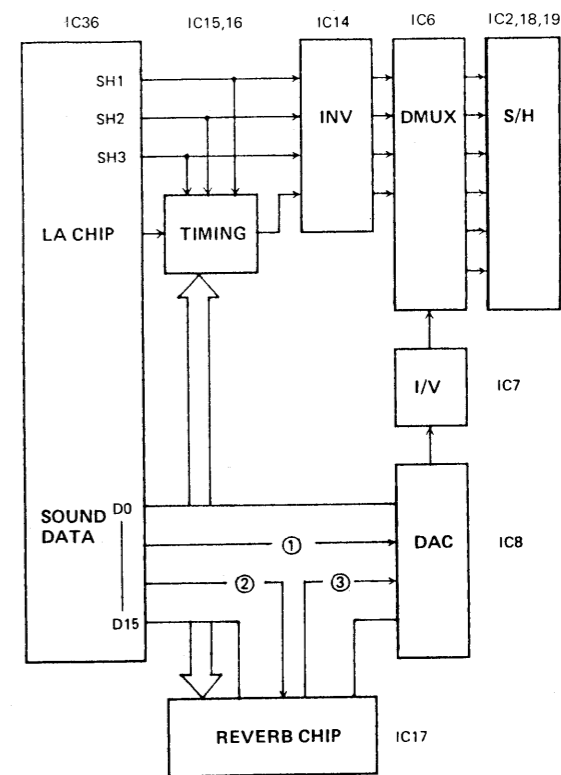 IC36 IC15,16 IC14 IC6 IC2,18,19
SH1
SH2 INV DMUX S/H
SH3
LA CHIP TIMING
I/V IC7
SOUND DATA D0
① DAC IC8
② ③
D15
REVERB CHIP IC17